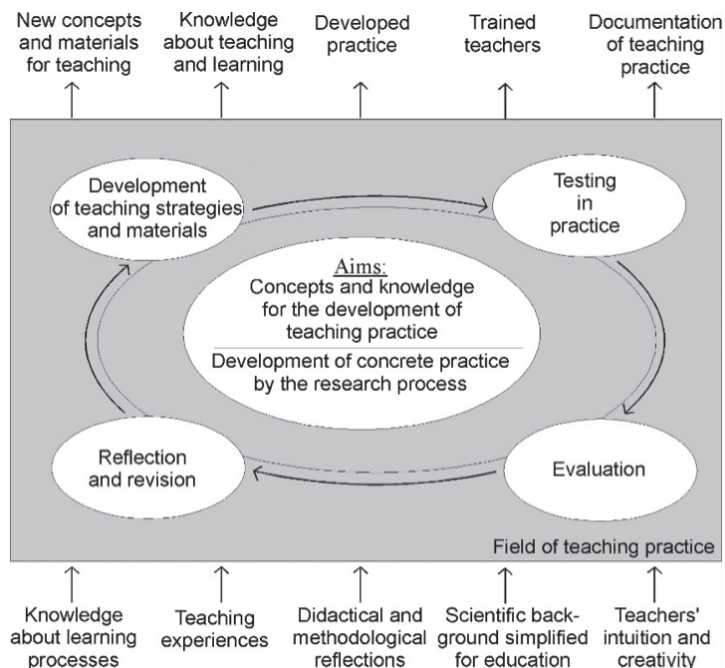 New concepts
and materials
for teaching
Knowledge
about teaching
and learning
Developed
practice
Trained
teachers
Documentation
of teaching
practice
Development
of teaching strategies
and materials
Testing
in
practice
Aims:
Concepts and knowledge
for the development of
teaching practice
Development of concrete practice
by the research process
Reflection
and revision
Evaluation
Field of teaching practice
Knowledge
about learning
processes
Teaching
experiences
Didactical and
methodological
reflections
Scientific back-
ground simplified
for education
Teachers'
intuition and
creativity